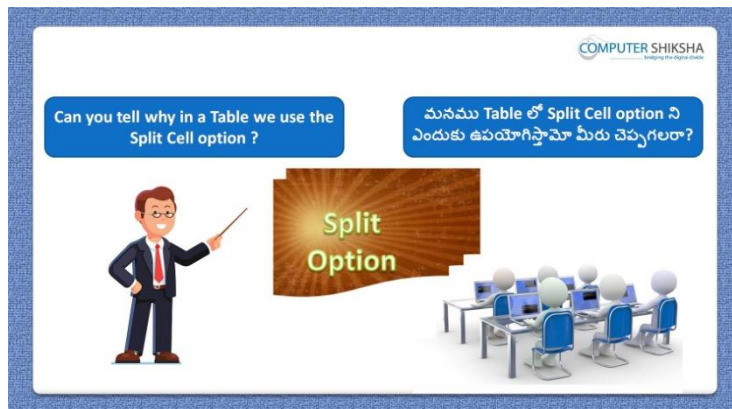 COMPUTER SHIKSHA
bridging the digital divide
Can you tell why in a Table we use the
Split Cell option ?
మనము Table లో Split Cell option ని
ఎందుకు ఉపయోగిస్తామో మీరు చెప్పగలరా?
Split
Option